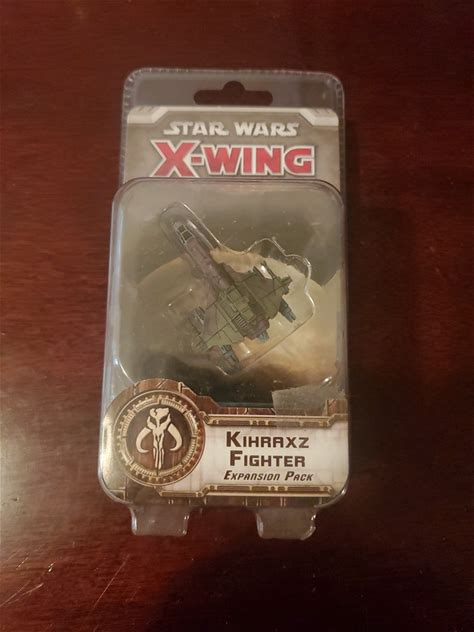 STAR WARS
X-WING
KIHRAXZ
FIGHTER
EXPANSION PACK